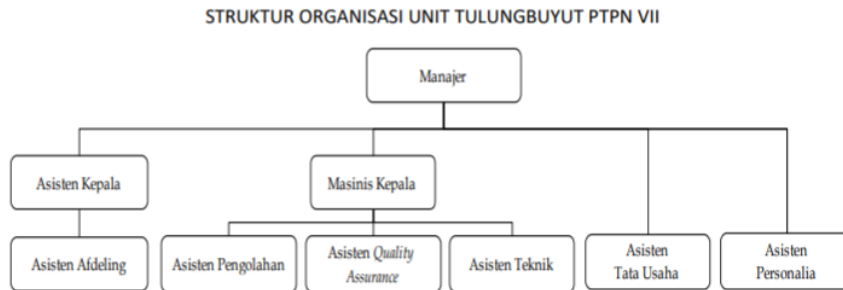 STRUKTUR ORGANISASI UNIT TULUNGBUYUT PTPN VII
Manajer
Asisten Kepala
Masinis Kepala
Asisten Afdeling
Asisten Pengolahan
Asisten Quality
Assurance
Asisten Teknik
Asisten
Tata Usaha
Asisten
Personalia